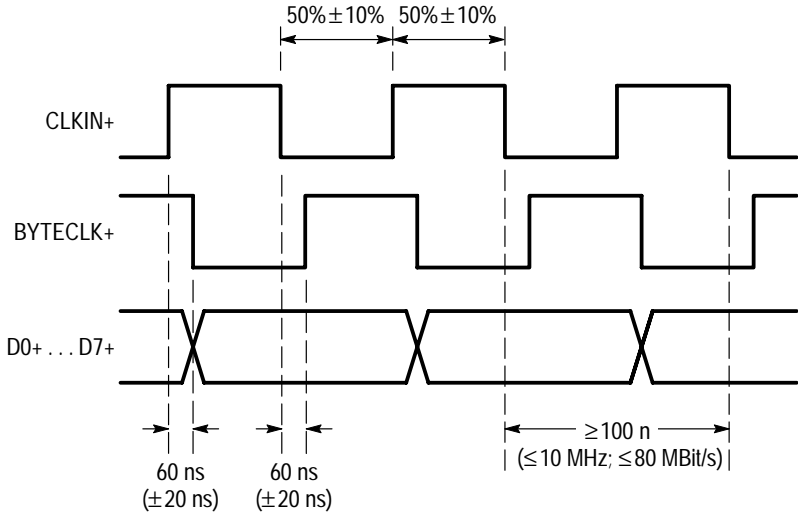 50%±10% 50%±10%
CLKIN+
BYTECLK+
D0+ . . . D7+
60 ns
(±20 ns)
60 ns
(±20 ns)
≥100 n
(≤10 MHz; ≤80 MBit/s)